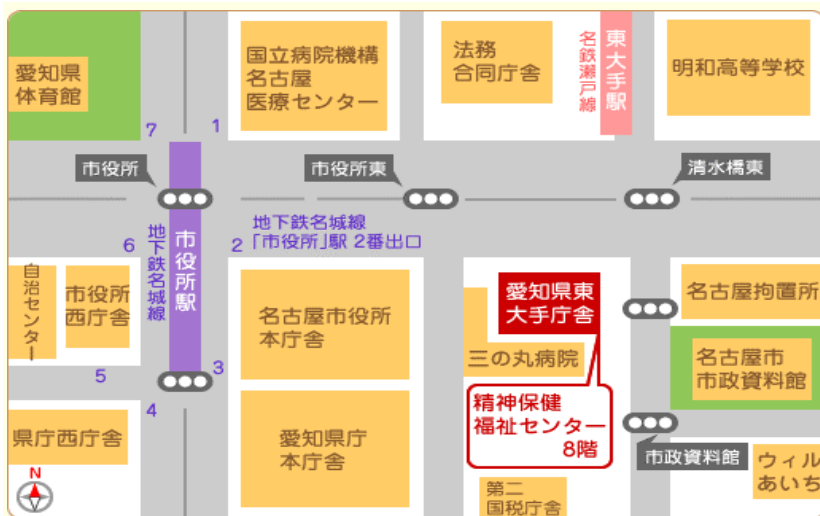 愛知県
体育館
国立病院機構
名古屋
医療センター
法務
合同庁舎
名鉄瀬戸線
東大手駅
明和高等学校
7
1
市役所
市役所東
清水橋東
地下鉄名城線
市役所駅
6
2
地下鉄名城線
「市役所」駅 2番出口
自治センター
市役所
西庁舎
名古屋市役所
本庁舎
愛知県東
大手庁舎
三の丸病院
名古屋拘置所
名古屋市
市政資料館
5
3
4
精神保健
福祉センター
8階
県庁西庁舎
愛知県庁
本庁舎
市政資料館
ウィル
あいち
第二
国税庁舎
N